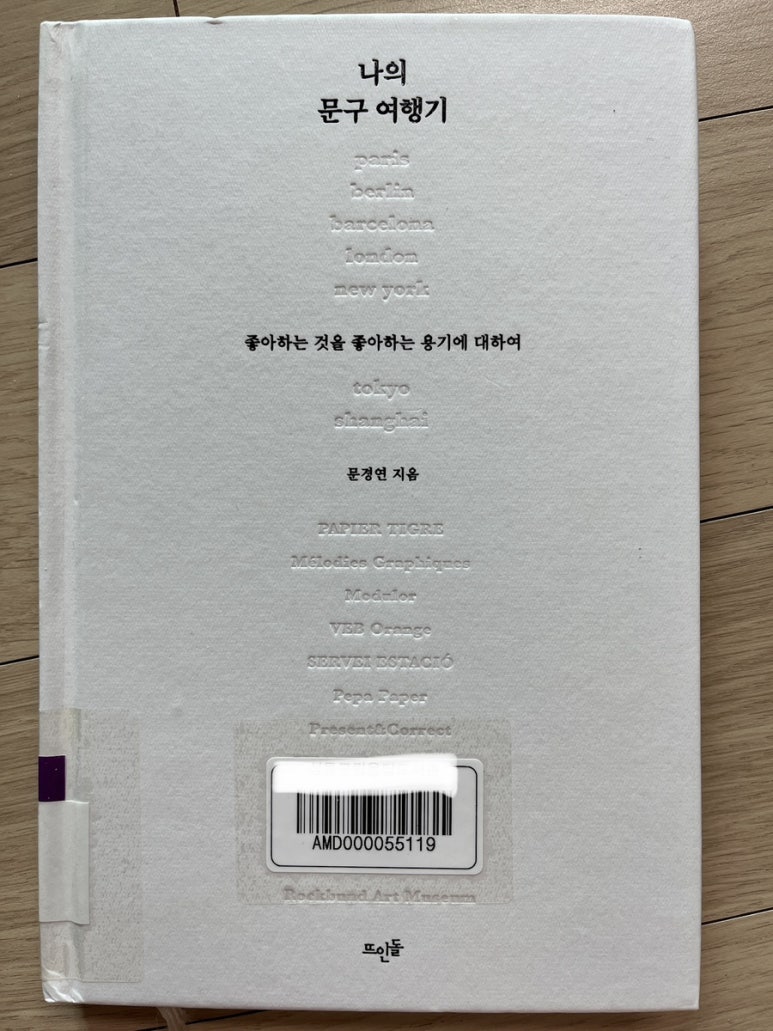 나의
문구 여행기
paris
berlin
barcelona
london
new york
좋아하는 것을 좋아하는 용기에 대하여
tokyo
shanghai
문경연 지음
PAPIER TIGRE
Mélodies Graphiques
Modulor
VEB Orange
SERVEI ESTACIÓ
Pepa Paper
Present&Correct
AMD000055119
Rockbund Art Museum
뜨인돌